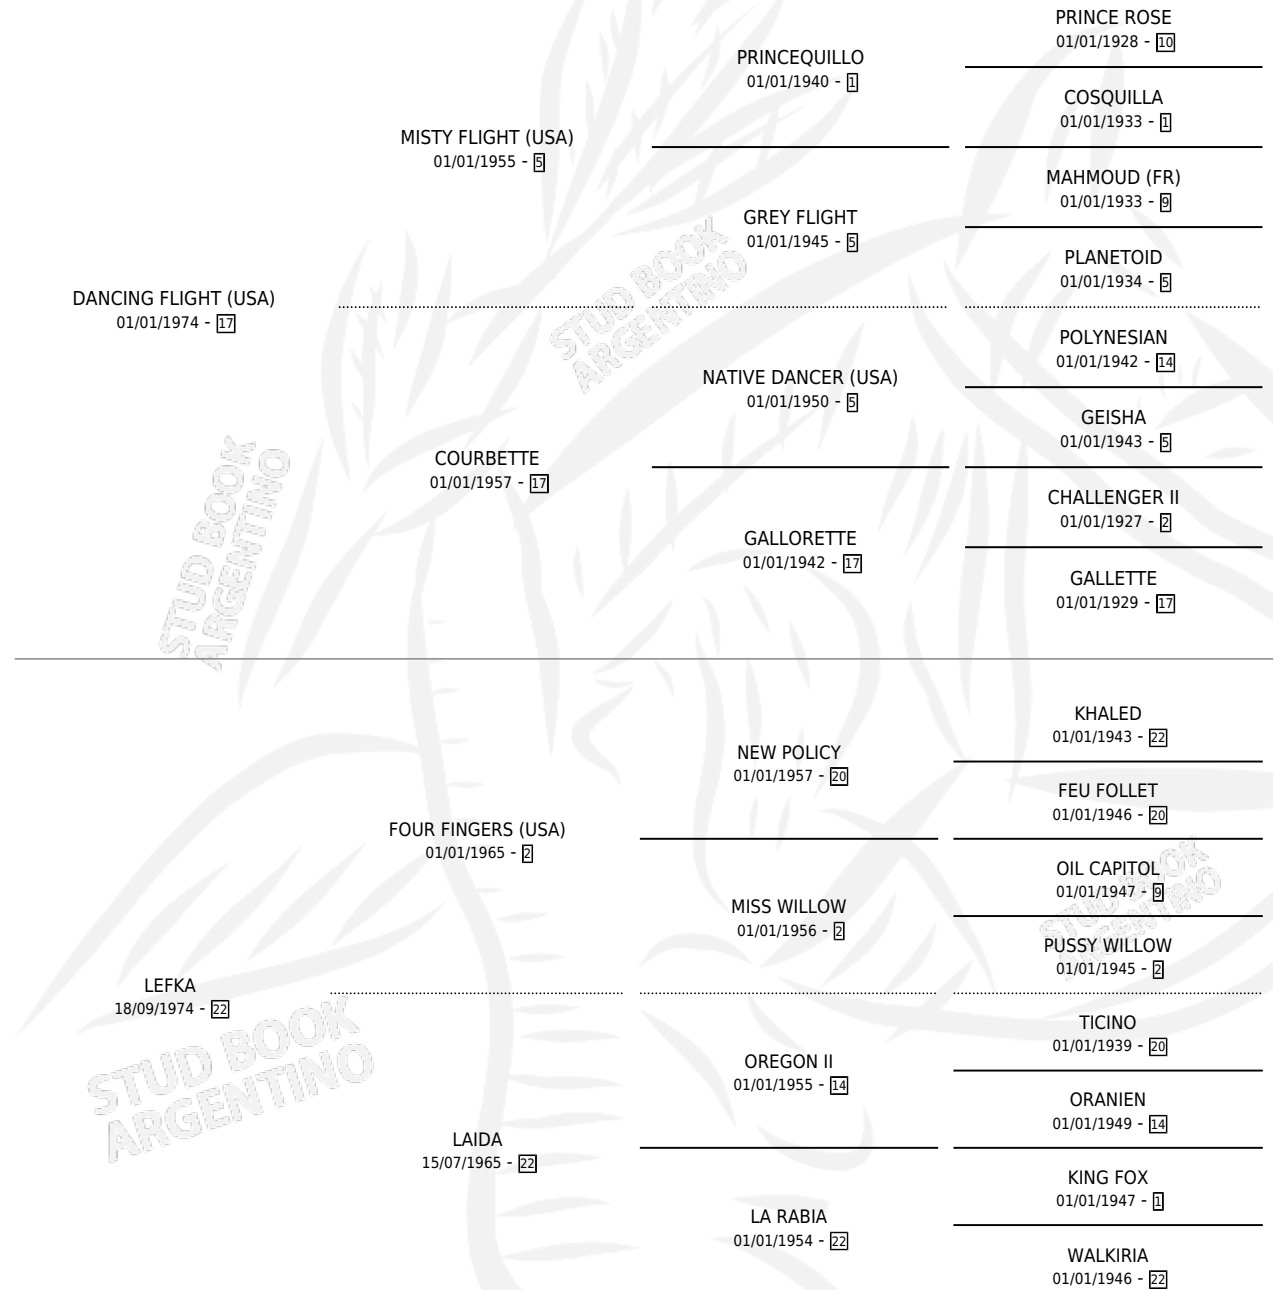 PRINCE ROSE
01/01/1928 - 10
PRINCEQUILLO
01/01/1940 - 1
COSQUILLA
01/01/1933 - 1
MISTY FLIGHT (USA)
01/01/1955 - 5
MAHMOUD (FR)
01/01/1933 - 9
GREY FLIGHT
01/01/1945 - 5
PLANETOID
01/01/1934 - 5
DANCING FLIGHT (USA)
01/01/1974 - 17
STUD BOOK
ARGENTINO
POLYNESIAN
01/01/1942 - 14
NATIVE DANCER (USA)
01/01/1950 - 5
GEISHA
01/01/1943 - 5
COURBETTE
01/01/1957 - 17
CHALLENGER II
01/01/1927 - 2
GALLORETTE
01/01/1942 - 17
GALLETTE
01/01/1929 - 17
STUD BOOK
ARGENTINO
KHALED
01/01/1943 - 22
NEW POLICY
01/01/1957 - 20
FEU FOLLET
01/01/1946 - 20
FOUR FINGERS (USA)
01/01/1965 - 2
OIL CAPITOL
01/01/1947 - 9
MISS WILLOW
01/01/1956 - 2
PUSSY WILLOW
01/01/1945 - 2
STUD BOOK
ARGENTINO
LEFKA
18/09/1974 - 22
TICINO
01/01/1939 - 20
OREGON II
01/01/1955 - 14
ORANIEN
01/01/1949 - 14
STUD BOOK
ARGENTINO
LAIDA
15/07/1965 - 22
KING FOX
01/01/1947 - 1
LA RABIA
01/01/1954 - 22
WALKIRIA
01/01/1946 - 22